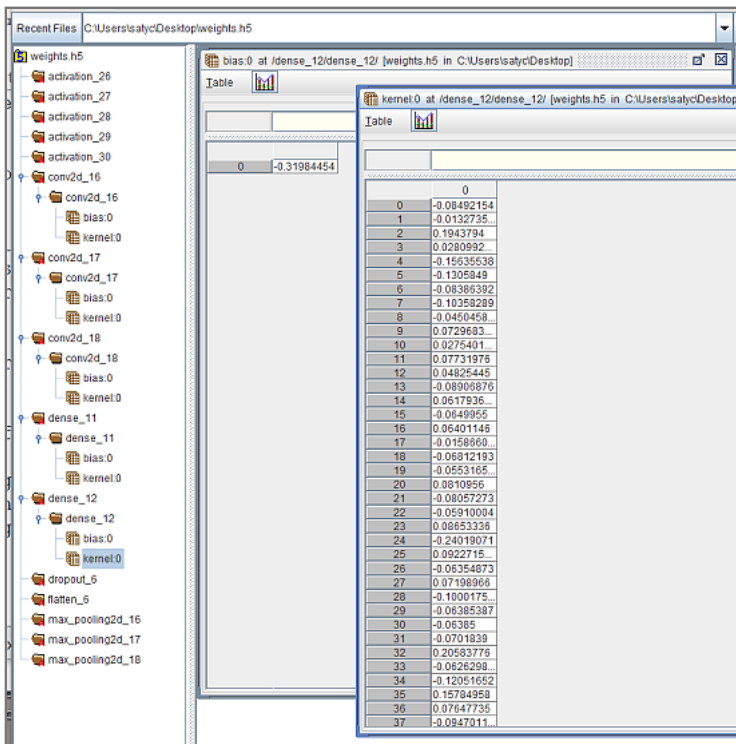 Recent Files C:\Users\satyc\Desktop\weights.h5
weights.h5
activation_26
activation_27
activation_28
activation_29
activation_30
conv2d_16
conv2d_16
bias:0
kernel:0
conv2d_17
conv2d_17
bias:0
kernel:0
conv2d_18
conv2d_18
bias:0
kernel:0
dense_11
dense_11
bias:0
kernel:0
dense_12
dense_12
bias:0
kernel:0
dropout_6
flatten_6
max_pooling2d_16
max_pooling2d_17
max_pooling2d_18
bias:0 at /dense_12/dense_12/ [weights.h5 in C:\Users\satyc\Desktop]
Table
0 -0.31984454
kernel:0 at /dense_12/dense_12/ [weights.h5 in C:\Users\satyc\Desktop
Table
0
0 -0.08492154
1 -0.0132735...
2 0.1943794
3 0.0280992...
4 -0.15635538
5 -0.1305849
6 -0.08386392
7 -0.10358289
8 -0.0450458...
9 0.0729683...
10 0.0275401...
11 0.07731976
12 0.04825445
13 -0.08906876
14 0.0617936...
15 -0.0649955
16 0.06401146
17 -0.0158660...
18 -0.06812193
19 -0.0553165...
20 0.0810956
21 -0.08057273
22 -0.05910004
23 0.08653336
24 -0.24019071
25 0.0922715...
26 -0.06354873
27 0.07198966
28 -0.1000175...
29 -0.06385387
30 -0.06385
31 -0.0701839
32 0.20583776
33 -0.0626298...
34 -0.12051652
35 0.15784958
36 0.07647735
37 -0.0947011...